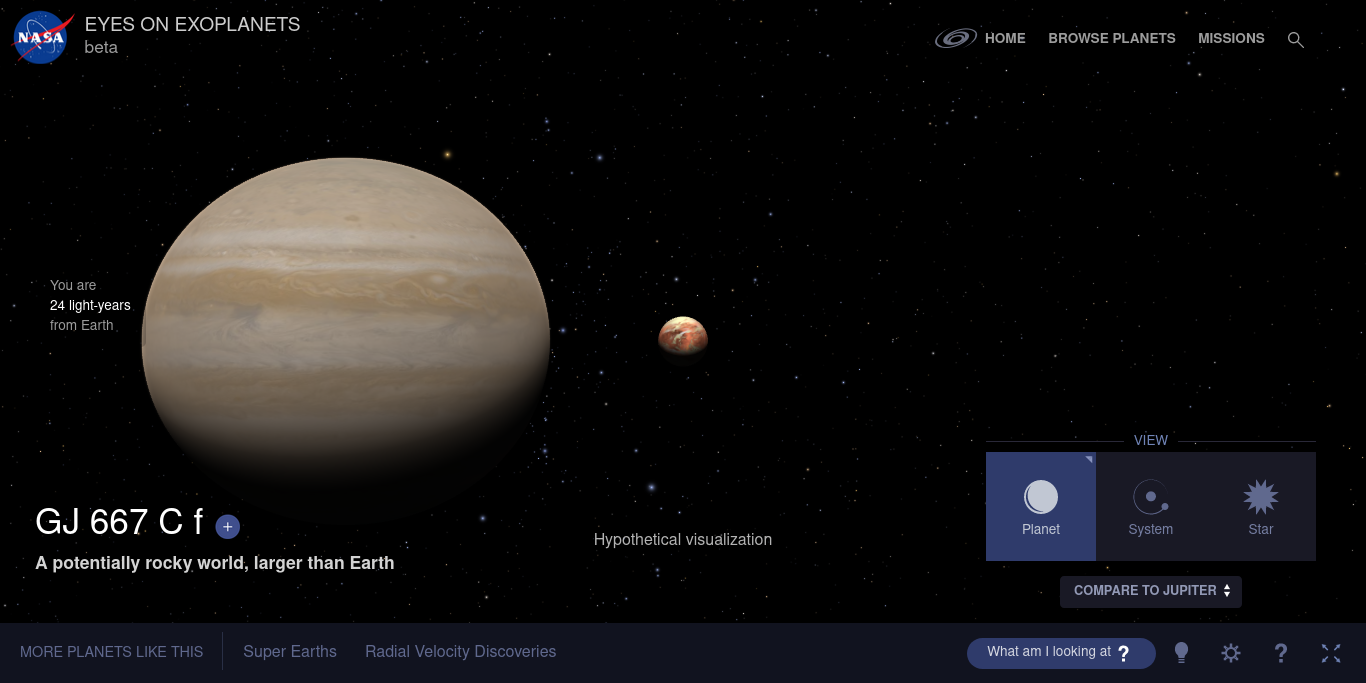 NASA
EYES ON EXOPLANETS
beta
HOME
BROWSE PLANETS
MISSIONS
You are
24 light-years
from Earth
GJ 667 C f
+
A potentially rocky world, larger than Earth
Hypothetical visualization
VIEW
Planet
System
Star
COMPARE TO JUPITER
MORE PLANETS LIKE THIS
Super Earths
Radial Velocity Discoveries
What am I looking at ?
?